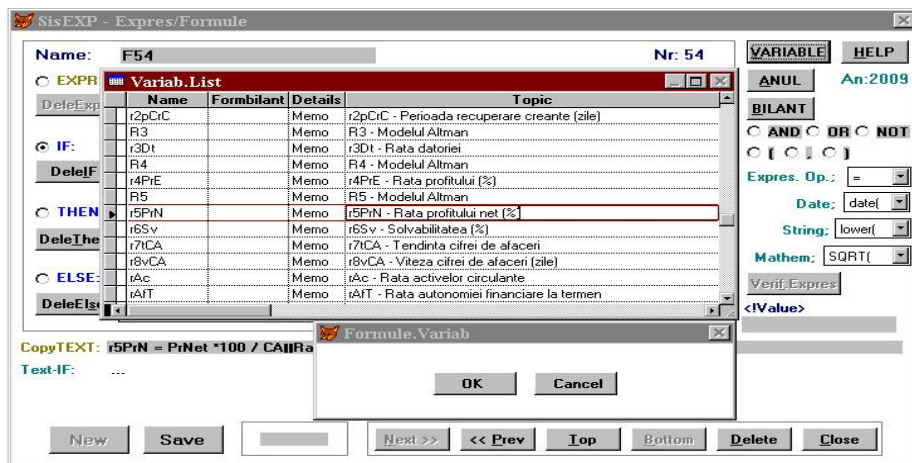 SisEXP - Expres/Formule
Name: F54 Nr: 54 VARIABLE HELP
EXPR Variab.List ANUL An:2009
DeleExp Name Formbilant Details Topic BILANT
r2pCrC Memo r2pCrC - Perioada recuperare creante (zile)
R3 Memo R3 - Modelul Altman AND OR NOT
IF: r3Dt Memo r3Dt - Rata datoriei ( , )
DeleIF R4 Memo R4 - Modelul Altman
r4PrE Memo r4PrE - Rata profitului (%) Expres. Op.; =
R5 Memo R5 - Modelul Altman
THEN r5PrN Memo r5PrN - Rata profitului net (%) Date; date(
r6Sv Memo r6Sv - Solvabilitatea (%) String; lower(
DeleThe r7tCA Memo r7tCA - Tendinta cifrei de afaceri
r8vCA Memo r8vCA - Viteza cifrei de afaceri (zile) Mathem; SQRT(
ELSE: rAc Memo rAc - Rata activelor circulante Verif.Expres
DeleElse rAfT Memo rAfT - Rata autonomiei financiare la termen
<!Value>
Formule.Variab
CopyTEXT: r5PrN = PrNet *100 / CA||Ra
Text-IF: ...
OK Cancel
New Save Next >> << Prev Top Bottom Delete Close